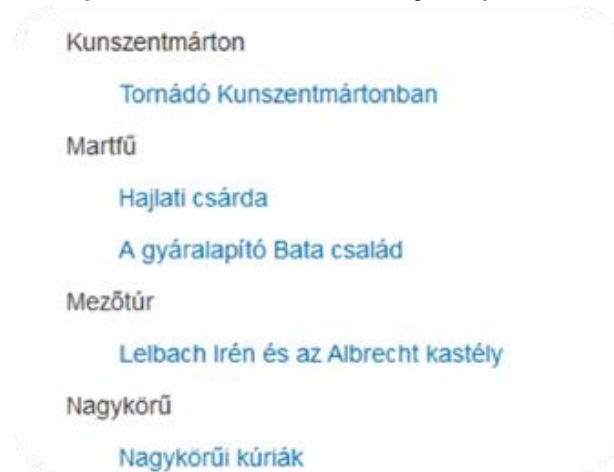 Kunszentmárton
Tornádó Kunszentmártonban
Martfű
Hajlati csárda
A gyáralapító Bata család
Mezőtúr
Lelbach Irén és az Albrecht kastély
Nagykörű
Nagykörűi kúriák